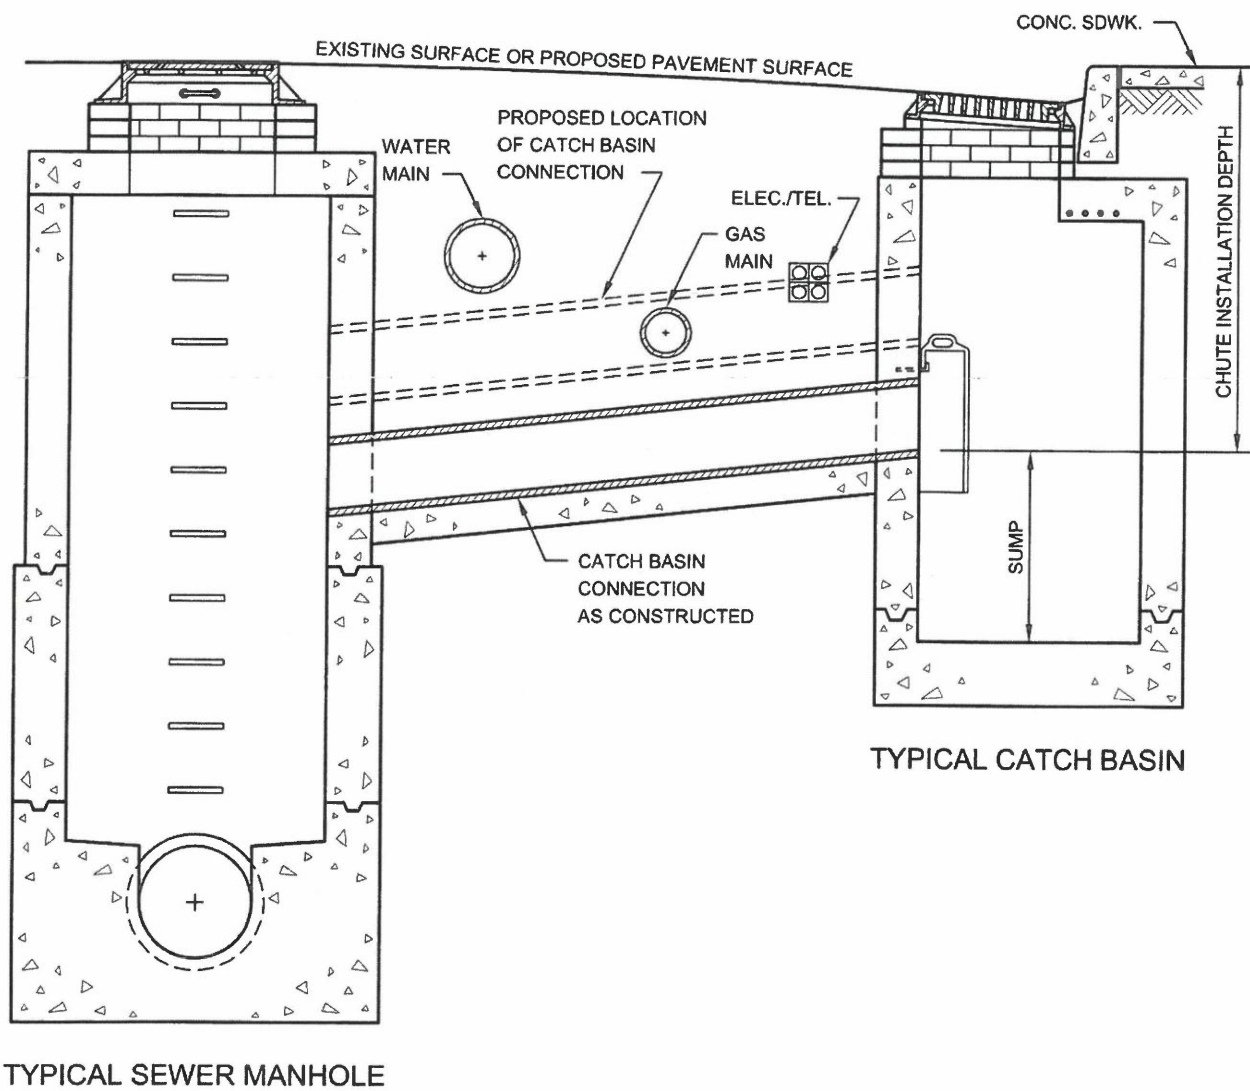 CONC. SDWK.
EXISTING SURFACE OR PROPOSED PAVEMENT SURFACE
PROPOSED LOCATION
OF CATCH BASIN
CONNECTION
WATER
MAIN
ELEC./TEL.
GAS
MAIN
CHUTE INSTALLATION DEPTH
SUMP
CATCH BASIN
CONNECTION
AS CONSTRUCTED
TYPICAL CATCH BASIN
TYPICAL SEWER MANHOLE